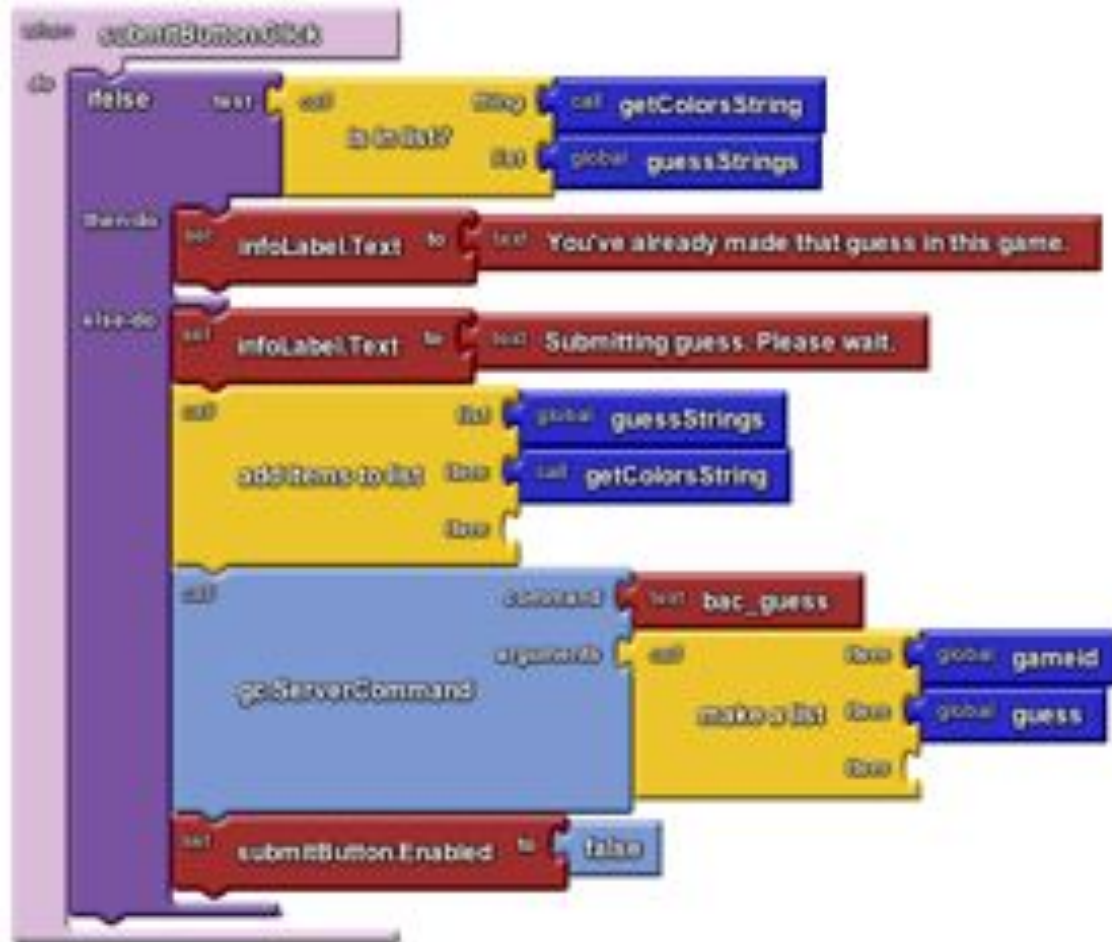 when submitButton.Click
do
ifelse test call is in list? thing call getColorsString
list global guessStrings
then-do
set infoLabel.Text to text You've already made that guess in this game.
else-do
set infoLabel.Text to text Submitting guess. Please wait.
call add items to list list global guessStrings
item call getColorsString
item
call gc.ServerCommand command text bac_guess
arguments call make a list item global gameid
item global guess
item
set submitButton.Enabled to false